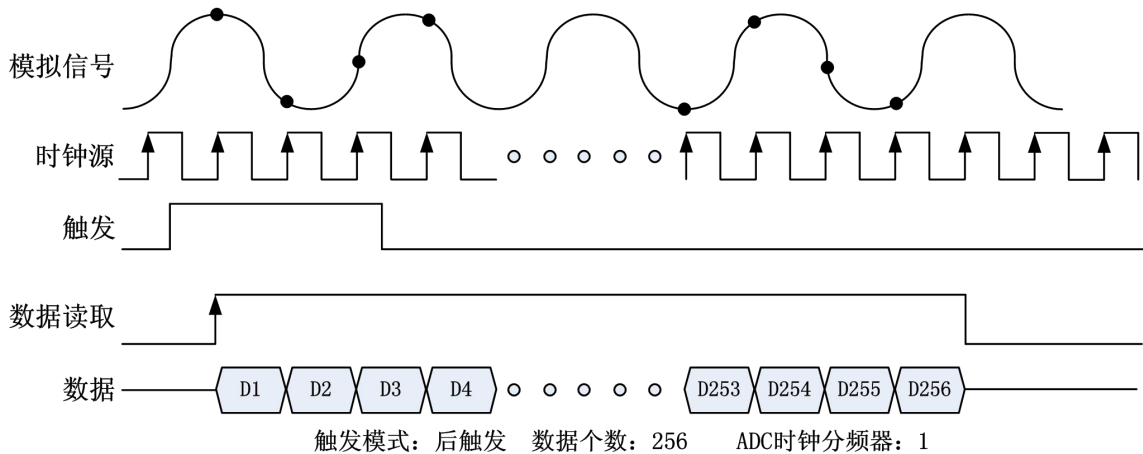 模拟信号
时钟源
触发
数据读取
数据 D1 D2 D3 D4 D253 D254 D255 D256
触发模式：后触发 数据个数：256 ADC时钟分频器：1